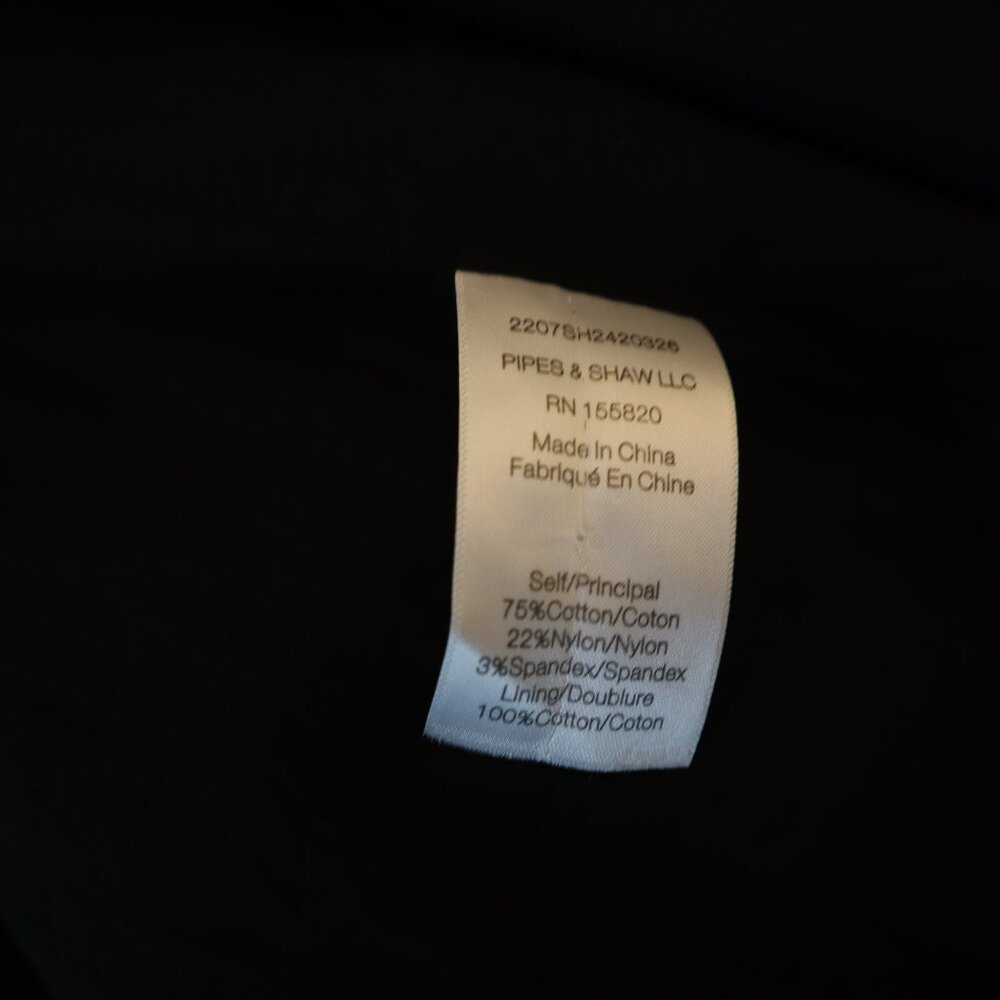 2207SH2420326
PIPES & SHAW LLC
RN 155820
Made In China
Fabriqué En Chine
Self/Principal
75%Cotton/Coton
22%Nylon/Nylon
3%Spandex/Spandex
Lining/Doublure
100%Cotton/Coton